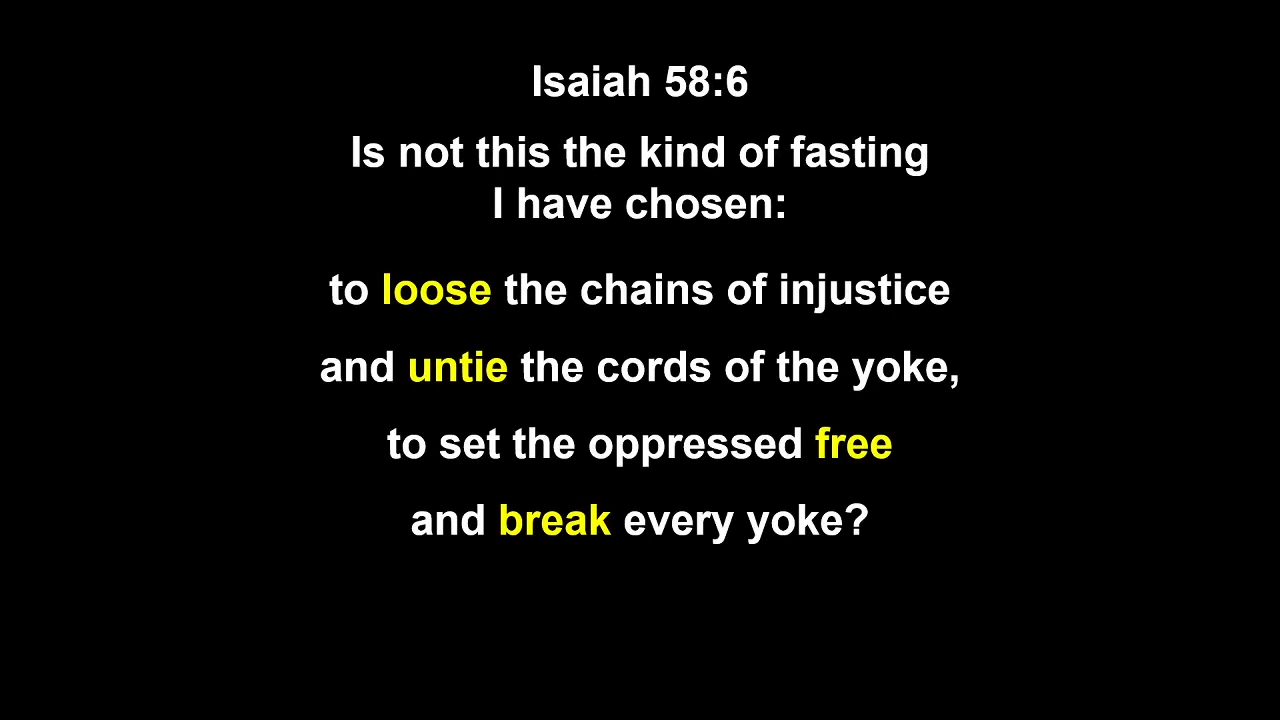 Isaiah 58:6
Is not this the kind of fasting
I have chosen:
to loose the chains of injustice
and untie the cords of the yoke,
to set the oppressed free
and break every yoke?